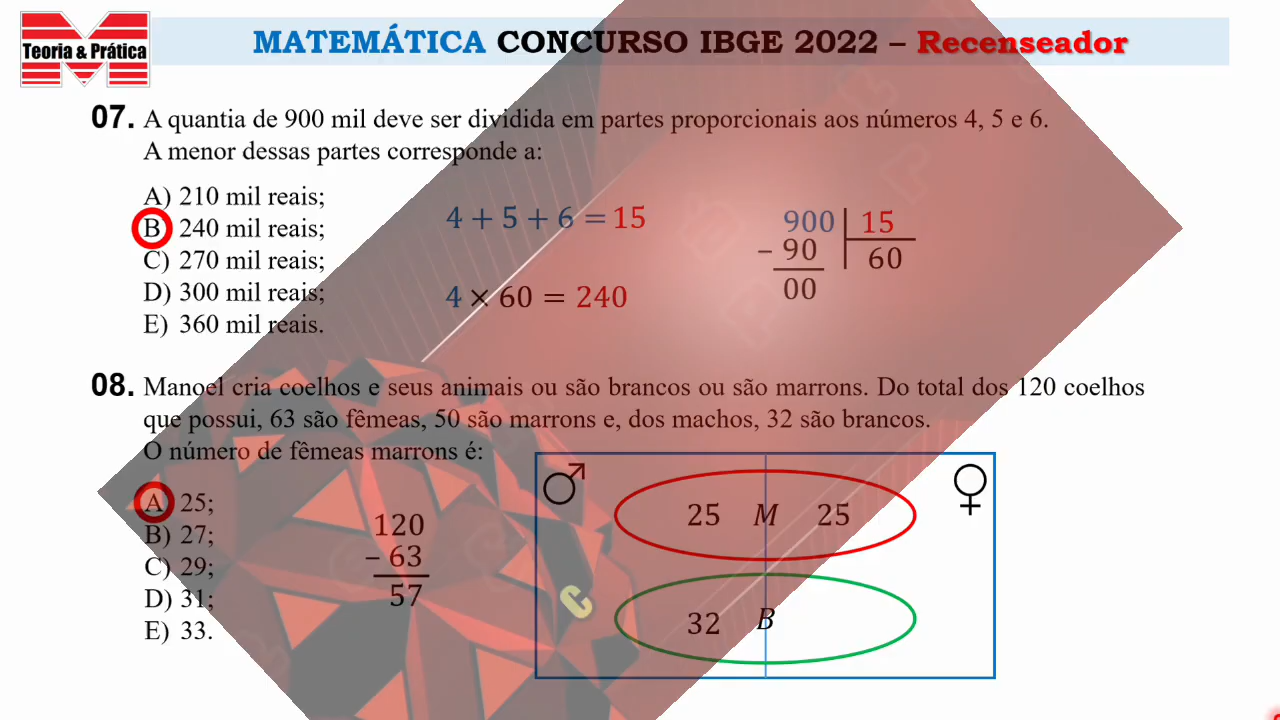 Teoria & Prática
MATEMÁTICA CONCURSO IBGE 2022 – Recenseador
07. A quantia de 900 mil deve ser dividida em partes proporcionais aos números 4, 5 e 6.
A menor dessas partes corresponde a:
A) 210 mil reais;
B) 240 mil reais;
C) 270 mil reais;
D) 300 mil reais;
E) 360 mil reais.
4 + 5 + 6 = 15
4 × 60 = 240
900 15
− 90 60
00
08. Manoel cria coelhos e seus animais ou são brancos ou são marrons. Do total dos 120 coelhos
que possui, 63 são fêmeas, 50 são marrons e, dos machos, 32 são brancos.
O número de fêmeas marrons é:
A) 25;
B) 27;
C) 29;
D) 31;
E) 33.
120
− 63
57
♂ ♀
25 M 25
32 B